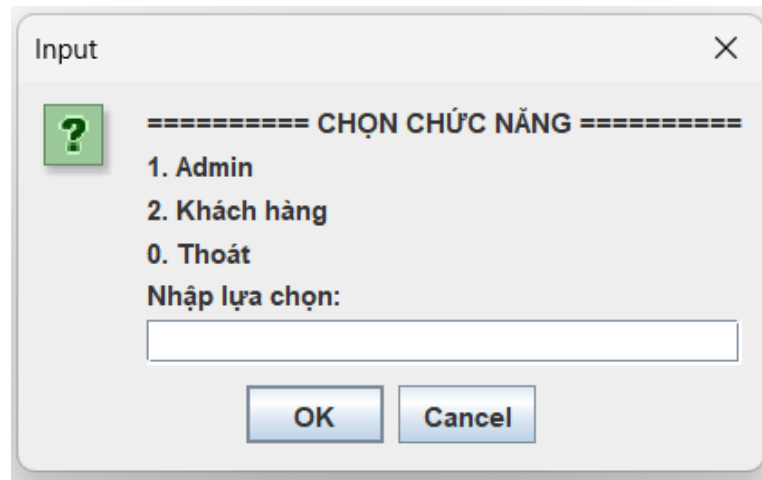 Input
========== CHỌN CHỨC NĂNG ==========
1. Admin
2. Khách hàng
0. Thoát
Nhập lựa chọn:
OK Cancel